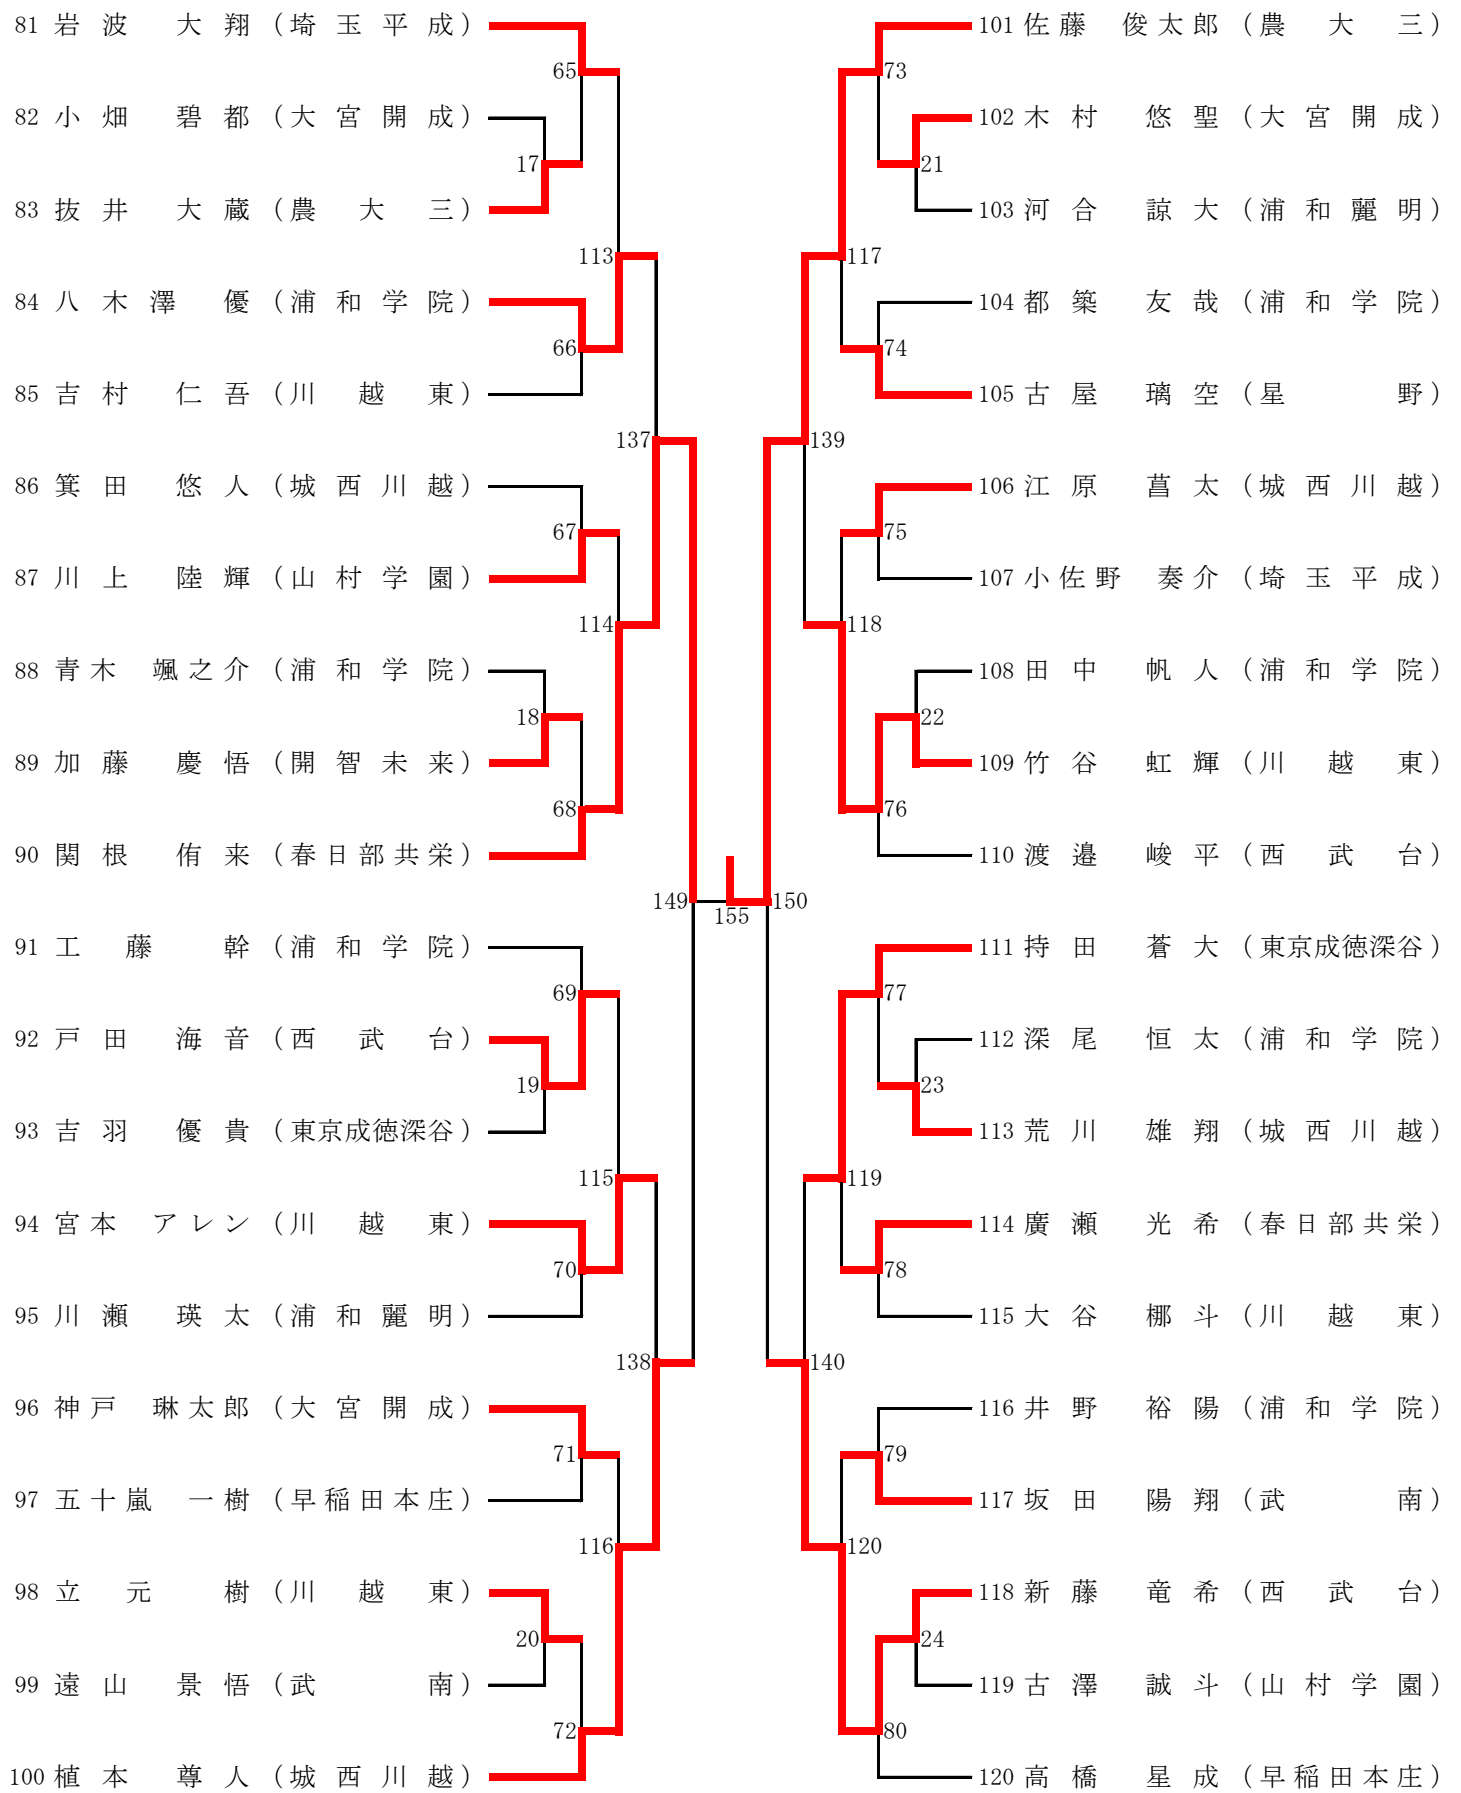 81 岩波 大翔 (埼玉平成)
65
82 小畑 碧都 (大宮開成)
17
83 抜井 大蔵 (農大三)
113
84 八木澤 優 (浦和学院)
66
85 吉村 仁吾 (川越東)
137
86 箕田 悠人 (城西川越)
67
87 川上 陸輝 (山村学園)
114
88 青木 颯之介 (浦和学院)
18
89 加藤 慶悟 (開智未来)
68
90 関根 侑来 (春日部共栄)
149
155
150
91 工藤 幹 (浦和学院)
69
92 戸田 海音 (西武台)
19
93 吉羽 優貴 (東京成徳深谷)
115
94 宮本 アレン (川越東)
70
95 川瀬 瑛太 (浦和麗明)
138
96 神戸 琳太郎 (大宮開成)
71
97 五十嵐 一樹 (早稲田本庄)
116
98 立元 樹 (川越東)
20
99 遠山 景悟 (武南)
72
100 植本 尊人 (城西川越)
101 佐藤 俊太郎 (農大三)
73
102 木村 悠聖 (大宮開成)
21
103 河合 諒大 (浦和麗明)
117
104 都築 友哉 (浦和学院)
74
105 古屋 璃空 (星野)
139
106 江原 菖太 (城西川越)
75
107 小佐野 奏介 (埼玉平成)
118
108 田中 帆人 (浦和学院)
22
109 竹谷 虹輝 (川越東)
76
110 渡邉 峻平 (西武台)
111 持田 蒼大 (東京成徳深谷)
77
112 深尾 恒太 (浦和学院)
23
113 荒川 雄翔 (城西川越)
119
114 廣瀬 光希 (春日部共栄)
78
115 大谷 梛斗 (川越東)
140
116 井野 裕陽 (浦和学院)
79
117 坂田 陽翔 (武南)
120
118 新藤 竜希 (西武台)
24
119 古澤 誠斗 (山村学園)
80
120 高橋 星成 (早稲田本庄)